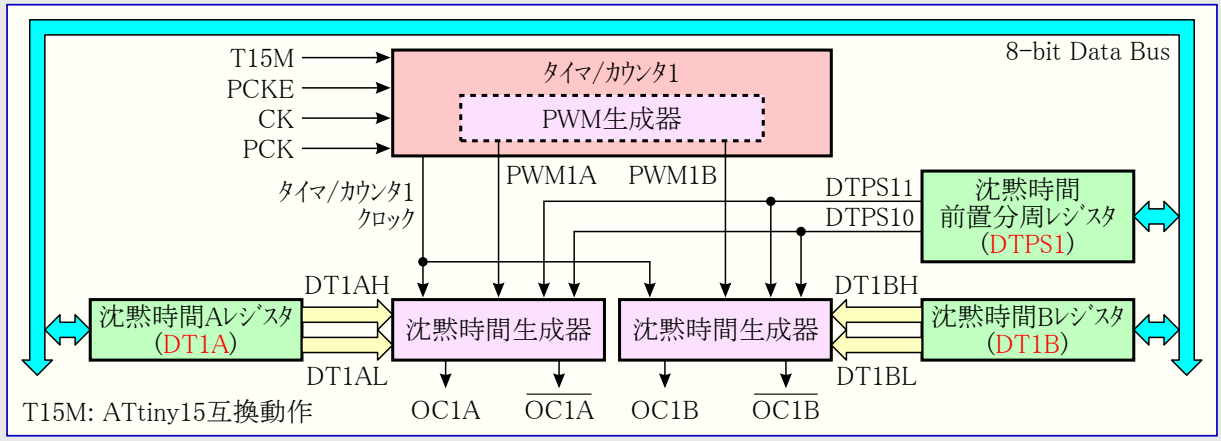 8-bit Data Bus
T15M
PCKE
CK
PCK
タイマ/カウンタ1
PWM生成器
PWM1A
PWM1B
タイマ/カウンタ1
クロック
DTPS11
DTPS10
沈黙時間
前置分周レジスタ
(DTPS1)
DT1AH
DT1BH
沈黙時間Aレジスタ
(DT1A)
沈黙時間生成器
沈黙時間生成器
沈黙時間Bレジスタ
(DT1B)
DT1AL
DT1BL
T15M: ATtiny15互換動作
OC1A
OC1A
OC1B
OC1B